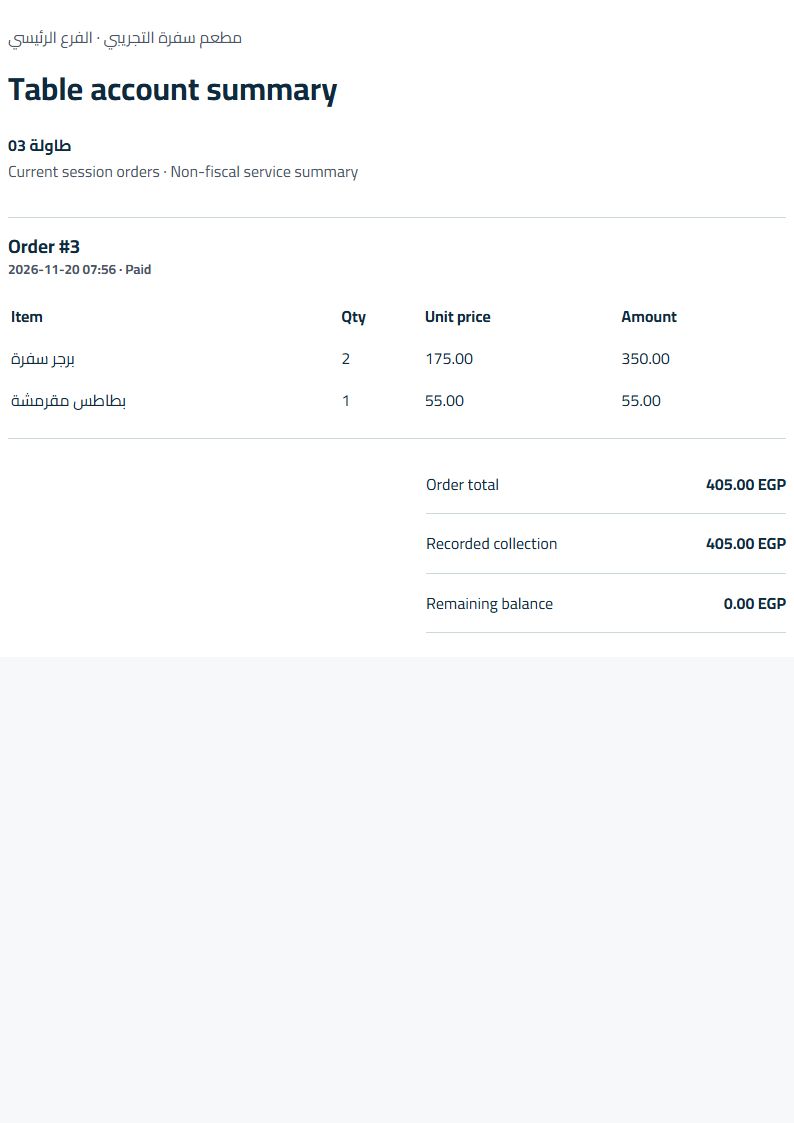 مطعم سفرة التجريبي · الفرع الرئيسي
Table account summary
طاولة 03
Current session orders · Non-fiscal service summary
Order #3
2026-11-20 07:56 · Paid
Item Qty Unit price Amount
برجر سفرة 2 175.00 350.00
بطاطس مقرمشة 1 55.00 55.00
Order total 405.00 EGP
Recorded collection 405.00 EGP
Remaining balance 0.00 EGP